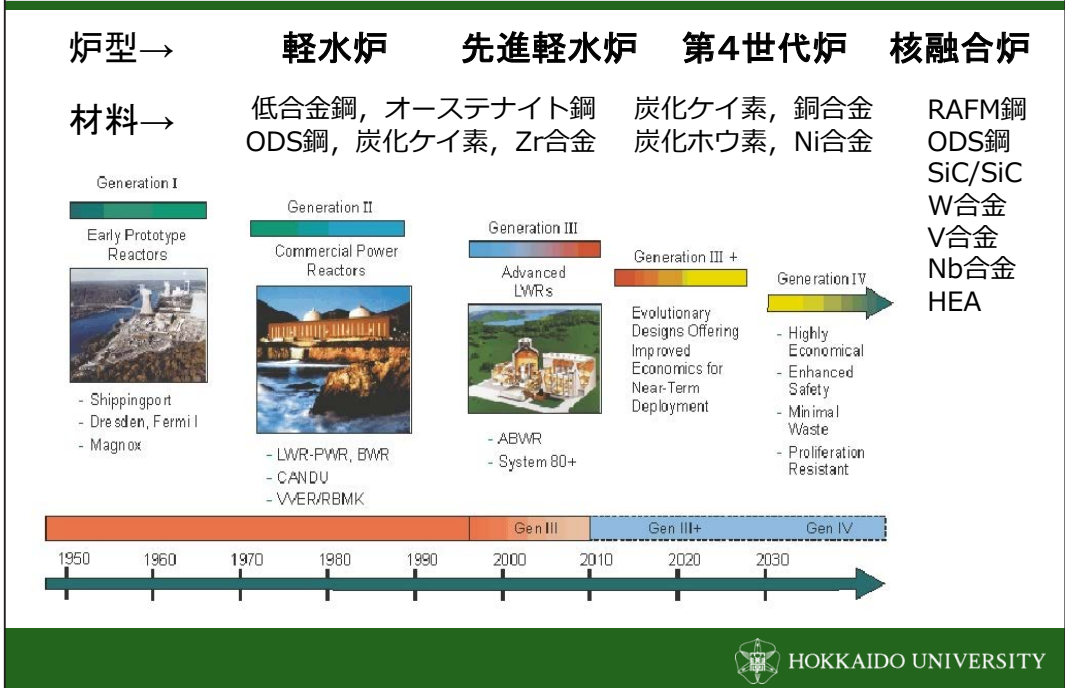 炉型→ 軽水炉 先進軽水炉 第4世代炉 核融合炉
材料→
低合金鋼，オーステナイト鋼
ODS鋼，炭化ケイ素，Zr合金
炭化ケイ素，銅合金
炭化ホウ素，Ni合金
RAFM鋼
ODS鋼
SiC/SiC
W合金
V合金
Nb合金
HEA
Generation I
Early Prototype
Reactors
- Shippingport
- Dresden, Fermi I
- Magnox
Generation II
Commercial Power
Reactors
- LWR-PWR, BWR
- CANDU
- VVER/RBMK
Generation III
Advanced
LWRs
- ABWR
- System 80+
Generation III +
Evolutionary
Designs Offering
Improved
Economics for
Near-Term
Deployment
Generation IV
- Highly
Economical
- Enhanced
Safety
- Minimal
Waste
- Proliferation
Resistant
Gen III Gen III+ Gen IV
1950 1960 1970 1980 1990 2000 2010 2020 2030
HOKKAIDO UNIVERSITY